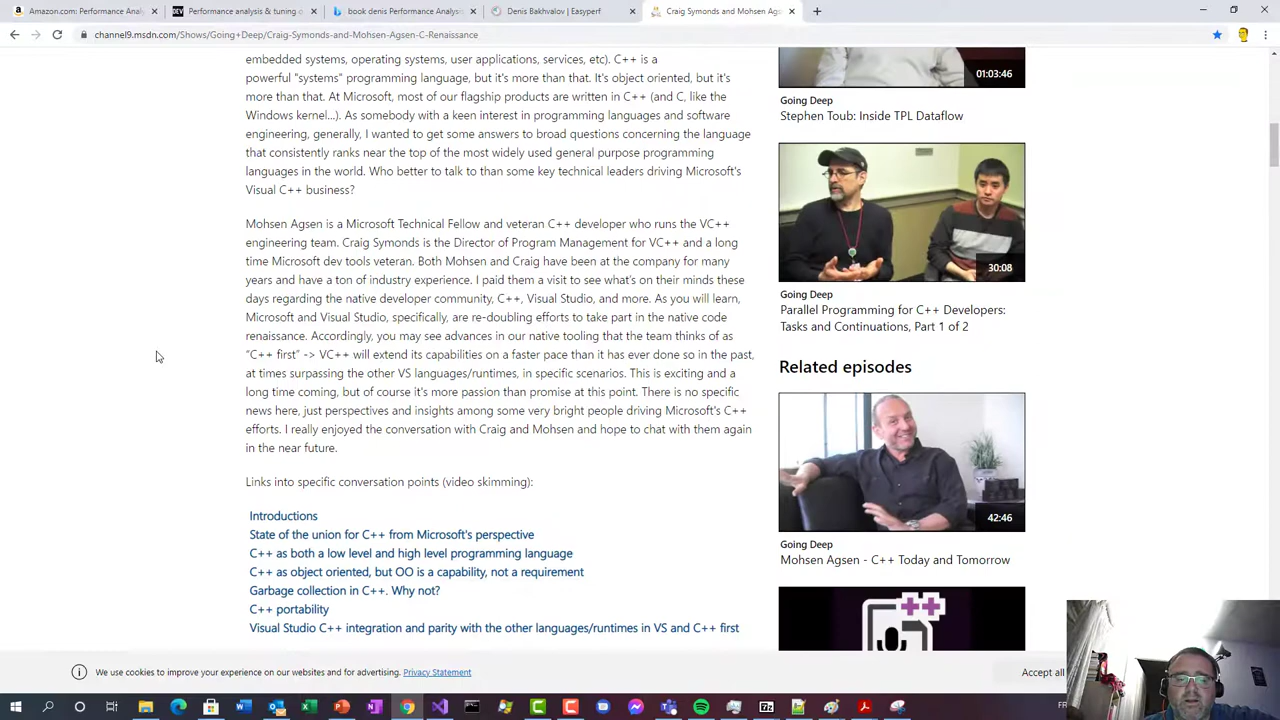 Amazon.com: Performance Analy
DEV Performance analysis & tuning o
book denis Performance Analysis
Denis Bakhvalov | Easyperf
Craig Symonds and Mohsen Ag
channel9.msdn.com/Shows/Going+Deep/Craig-Symonds-and-Mohsen-Agsen-C-Renaissance
embedded systems, operating systems, user applications, services, etc). C++ is a
powerful "systems" programming language, but it's more than that. It's object oriented, but it's
more than that. At Microsoft, most of our flagship products are written in C++ (and C, like the
Windows kernel...). As somebody with a keen interest in programming languages and software
engineering, generally, I wanted to get some answers to broad questions concerning the language
that consistently ranks near the top of the most widely used general purpose programming
languages in the world. Who better to talk to than some key technical leaders driving Microsoft's
Visual C++ business?
Mohsen Agsen is a Microsoft Technical Fellow and veteran C++ developer who runs the VC++
engineering team. Craig Symonds is the Director of Program Management for VC++ and a long
time Microsoft dev tools veteran. Both Mohsen and Craig have been at the company for many
years and have a ton of industry experience. I paid them a visit to see what's on their minds these
days regarding the native developer community, C++, Visual Studio, and more. As you will learn,
Microsoft and Visual Studio, specifically, are re-doubling efforts to take part in the native code
renaissance. Accordingly, you may see advances in our native tooling that the team thinks of as
“C++ first” -> VC++ will extend its capabilities on a faster pace than it has ever done so in the past,
at times surpassing the other VS languages/runtimes, in specific scenarios. This is exciting and a
long time coming, but of course it's more passion than promise at this point. There is no specific
news here, just perspectives and insights among some very bright people driving Microsoft's C++
efforts. I really enjoyed the conversation with Craig and Mohsen and hope to chat with them again
in the near future.
Links into specific conversation points (video skimming):
Introductions
State of the union for C++ from Microsoft's perspective
C++ as both a low level and high level programming language
C++ as object oriented, but OO is a capability, not a requirement
Garbage collection in C++. Why not?
C++ portability
Visual Studio C++ integration and parity with the other languages/runtimes in VS and C++ first
01:03:46
Going Deep
Stephen Toub: Inside TPL Dataflow
30:08
Going Deep
Parallel Programming for C++ Developers:
Tasks and Continuations, Part 1 of 2
Related episodes
42:46
Going Deep
Mohsen Agsen - C++ Today and Tomorrow
++
We use cookies to improve your experience on our websites and for advertising. Privacy Statement
Accept all
FR